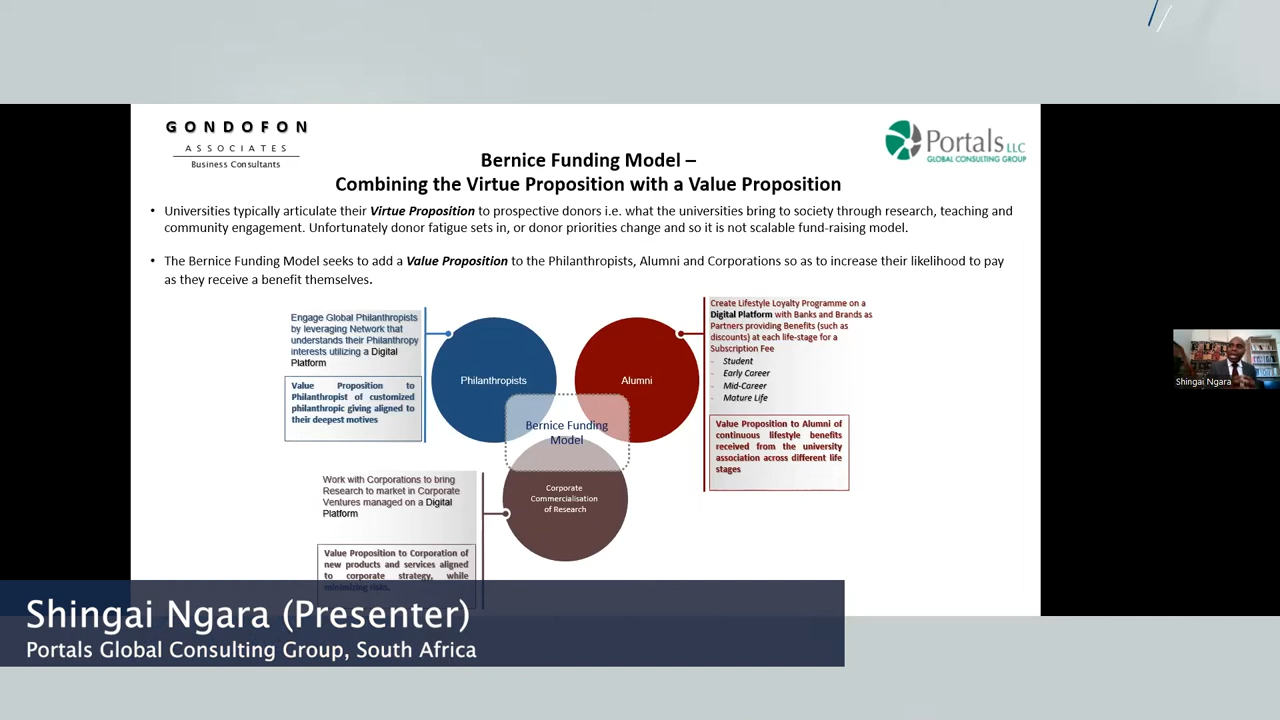 GONDOFON
ASSOCIATES
Business Consultants
Portals LLC
GLOBAL CONSULTING GROUP
Bernice Funding Model –
Combining the Virtue Proposition with a Value Proposition
• Universities typically articulate their Virtue Proposition to prospective donors i.e. what the universities bring to society through research, teaching and
community engagement. Unfortunately donor fatigue sets in, or donor priorities change and so it is not scalable fund-raising model.
• The Bernice Funding Model seeks to add a Value Proposition to the Philanthropists, Alumni and Corporations so as to increase their likelihood to pay
as they receive a benefit themselves.
Engage Global Philanthropists
by leveraging Network that
understands their Philanthropy
interests utilizing a Digital
Platform
Value Proposition to
Philanthropist of customized
philanthropic giving aligned to
their deepest motives
Philanthropists
Alumni
Bernice Funding
Model
Corporate
Commercialisation
of Research
Create Lifestyle Loyalty Programme on a
Digital Platform with Banks and Brands as
Partners providing Benefits (such as
discounts) at each life-stage for a
Subscription Fee
- Student
- Early Career
- Mid-Career
- Mature Life
Value Proposition to Alumni of
continuous lifestyle benefits
received from the university
association across different life
stages
Work with Corporations to bring
Research to market in Corporate
Ventures managed on a Digital
Platform
Value Proposition to Corporation of
new products and services aligned
to corporate strategy, while
minimizing risks.
Shingai Ngara
Shingai Ngara (Presenter)
Portals Global Consulting Group, South Africa